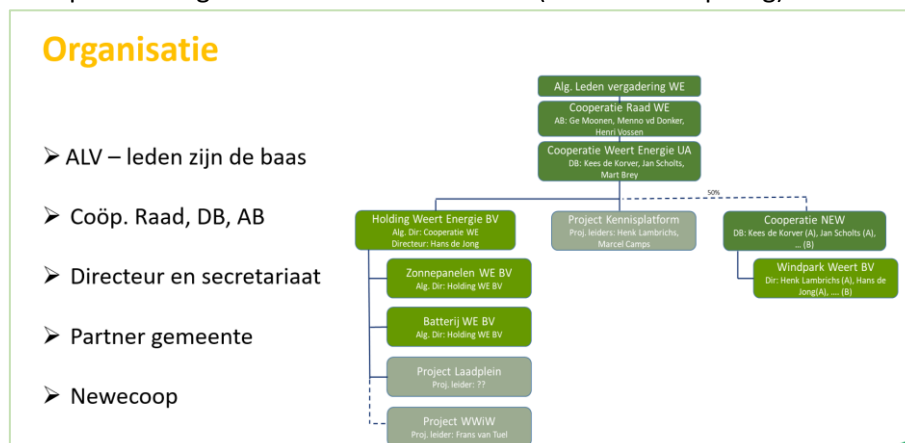 Organisatie
➢ ALV – leden zijn de baas
➢ Coöp. Raad, DB, AB
➢ Directeur en secretariaat
➢ Partner gemeente
➢ Newecoop
Alg. Leden vergadering WE
Cooperatie Raad WE
AB: Ge Moonen, Menno vd Donker,
Henri Vossen
Cooperatie Weert Energie UA
DB: Kees de Korver, Jan Scholts,
Mart Brey
50%
Holding Weert Energie BV
Alg. Dir: Cooperatie WE
Directeur: Hans de Jong
Project Kennisplatform
Proj. leiders: Henk Lambrichs,
Marcel Camps
Cooperatie NEW
DB: Kees de Korver (A), Jan Scholts (A),
... (B)
Zonnepanelen WE BV
Alg. Dir: Holding WE BV
Windpark Weert BV
Dir: Henk Lambrichs (A), Hans de
Jong(A), .... (B)
Batterij WE BV
Alg. Dir: Holding WE BV
Project Laadplein
Proj. leider: ??
Project WWiW
Proj. leider: Frans van Tuel